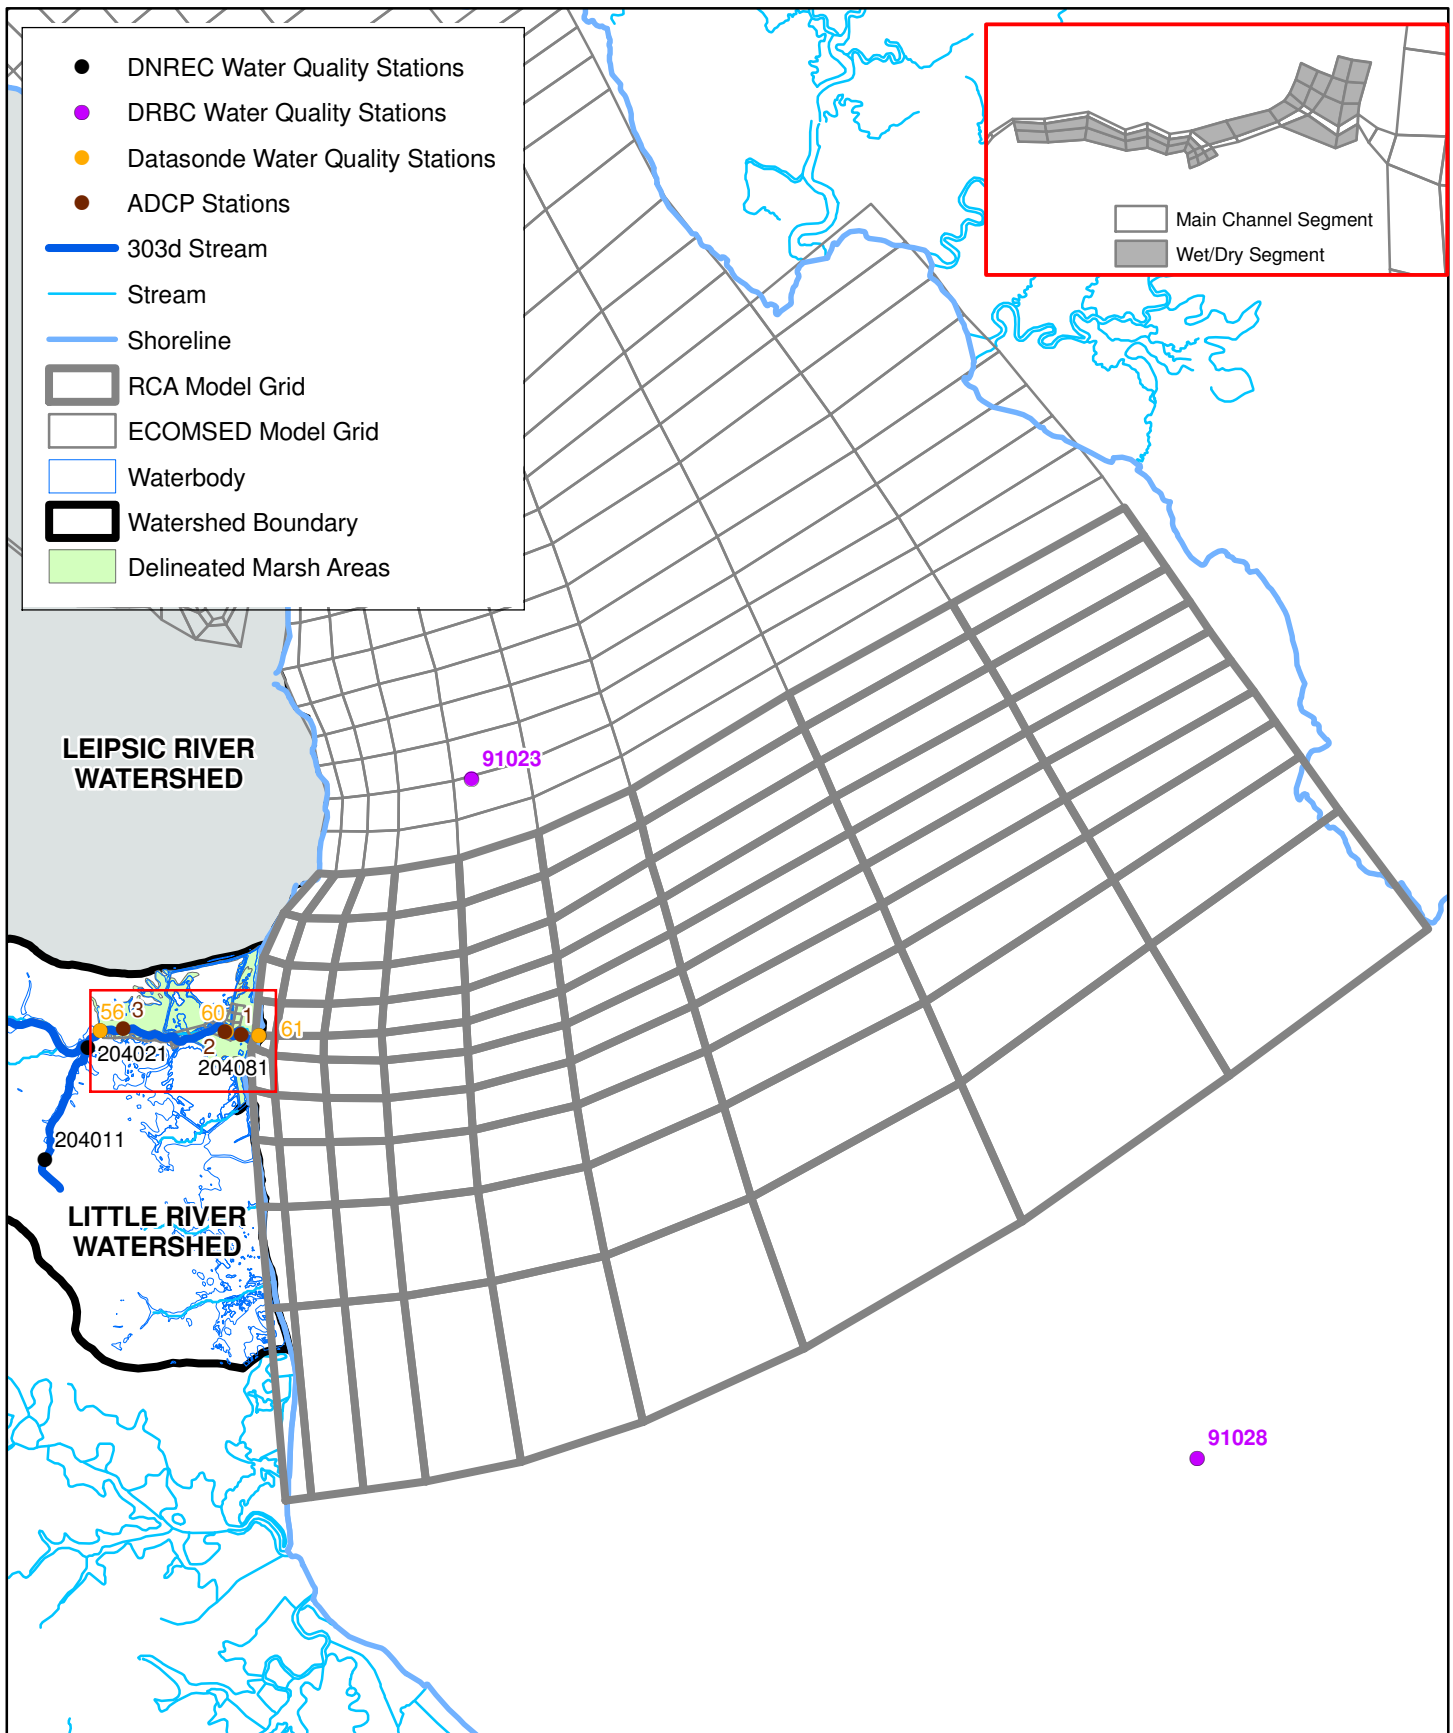 DNREC Water Quality Stations
DRBC Water Quality Stations
Datasonde Water Quality Stations
ADCP Stations
303d Stream
Stream
Shoreline
RCA Model Grid
ECOMSED Model Grid
Waterbody
Watershed Boundary
Delineated Marsh Areas
Main Channel Segment
Wet/Dry Segment
LEIPSIC RIVER
WATERSHED
91023
56 3 60 1 61
204021 2
204081
204011
LITTLE RIVER
WATERSHED
91028